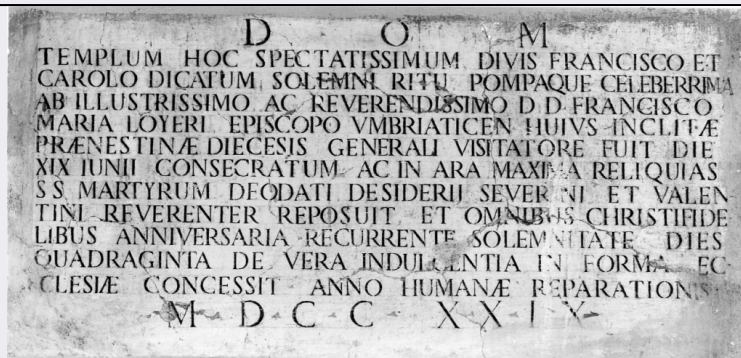 D O M
TEMPLUM HOC SPECTATISSIMUM DIVIS FRANCISCO ET
CAROLO DICATUM SOLEMNI RITU POMPAQUE CELEBERRIMA
AB ILLUSTRISSIMO AC REVERENDISSIMO D D FRANCISCO
MARIA LOYERI EPISCOPO VMBRIATICEN HUIVS INCLITÆ
PRÆNESTINÆ DIECESIS GENERALI VISITATORE FUIT DIE
XIX IUNII CONSECRATUM AC IN ARA MAXIMA RELIQUIAS
S S MARTYRUM DEODATI DESIDERII SEVERINI ET VALEN
TINI REVERENTER REPOSUIT ET OMNIBUS CHRISTIFIDE
LIBUS ANNIVERSARIA RECURRENTE SOLEMNITATE DIES
QUADRAGINTA DE VERA INDULGENTIA IN FORMA EC
CLESIÆ CONCESSIT ANNO HUMANÆ REPARATIONIS
M D C C X X I X